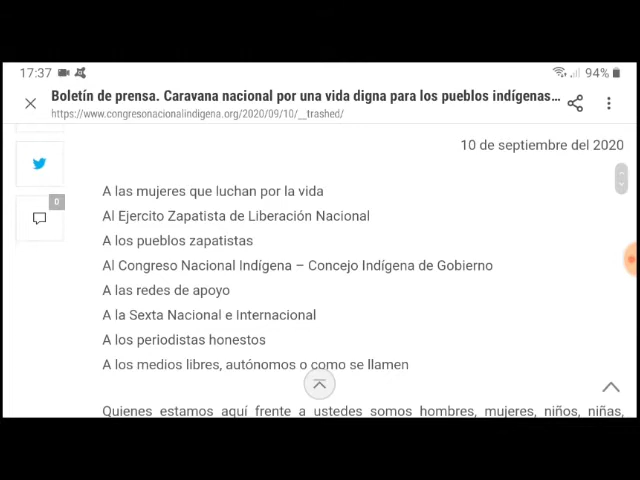 17:37
94%
Boletín de prensa. Caravana nacional por una vida digna para los pueblos indígenas...
https://www.congresonacionalindigena.org/2020/09/10/__trashed/
10 de septiembre del 2020
0
A las mujeres que luchan por la vida
Al Ejercito Zapatista de Liberación Nacional
A los pueblos zapatistas
Al Congreso Nacional Indígena – Concejo Indígena de Gobierno
A las redes de apoyo
A la Sexta Nacional e Internacional
A los periodistas honestos
A los medios libres, autónomos o como se llamen
Quienes estamos aquí frente a ustedes somos hombres, mujeres, niños, niñas,